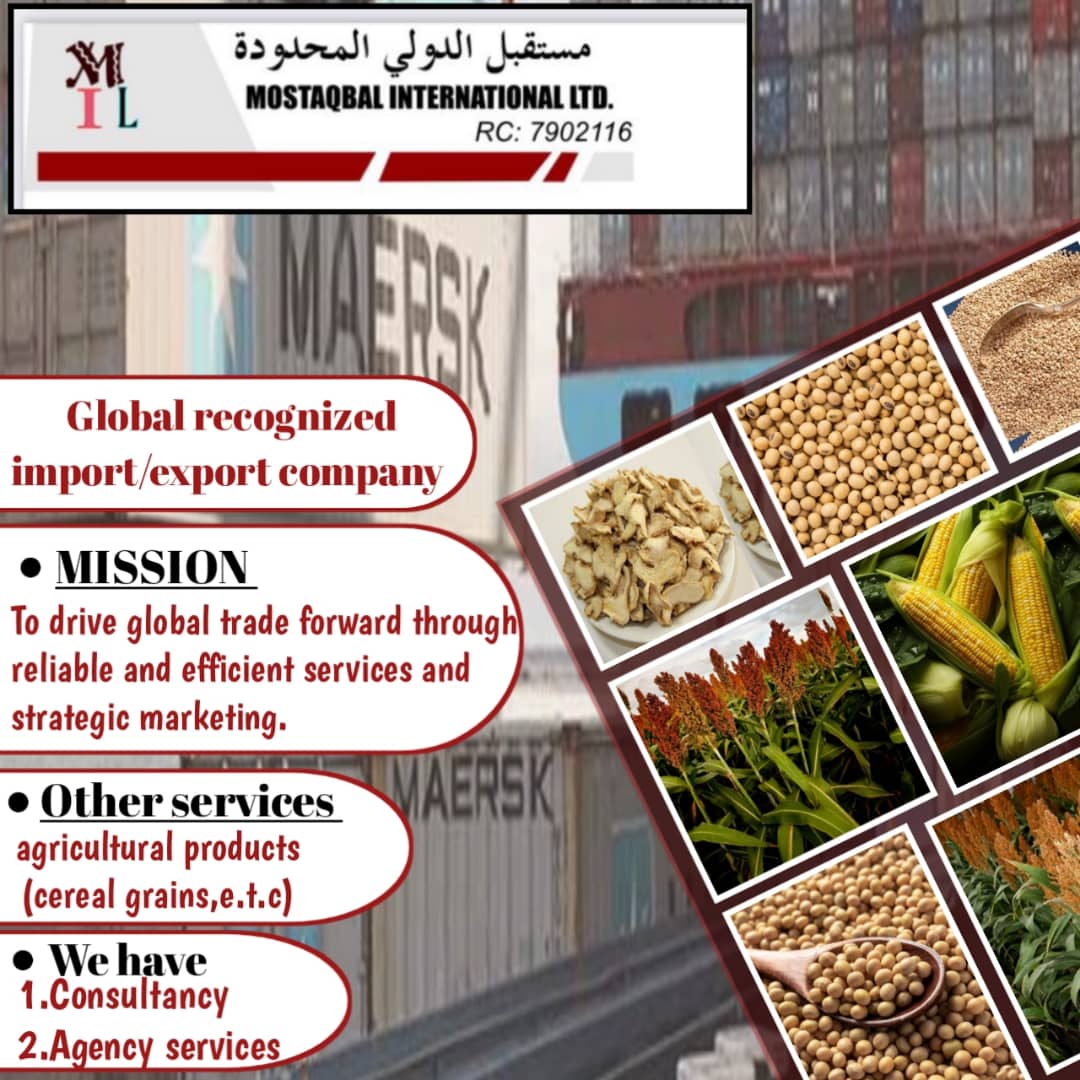 M
I L
مستقبل الدولي المحدودة
MOSTAQBAL INTERNATIONAL LTD.
RC: 7902116
MAERSK
Global recognized
import/export company
• MISSION
To drive global trade forward through
reliable and efficient services and
strategic marketing.
MAERSK
• Other services
agricultural products
(cereal grains,e.t.c)
• We have
1.Consultancy
2.Agency services